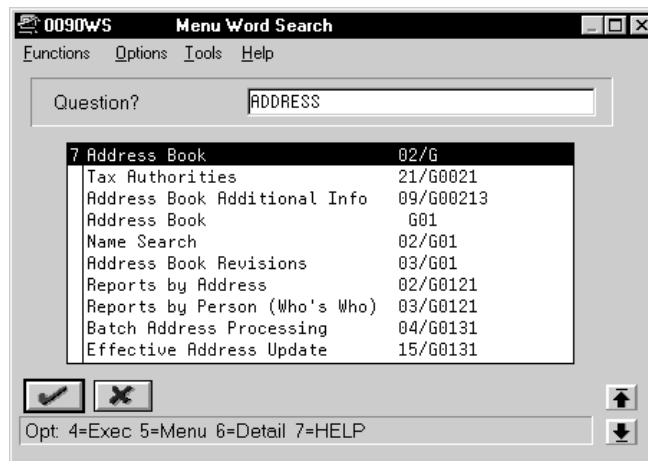 0090WS Menu Word Search
Functions Options Tools Help
Question? ADDRESS
7 Address Book 02/G
Tax Authorities 21/G0021
Address Book Additional Info 09/G00213
Address Book G01
Name Search 02/G01
Address Book Revisions 03/G01
Reports by Address 02/G0121
Reports by Person (Who's Who) 03/G0121
Batch Address Processing 04/G0131
Effective Address Update 15/G0131
Opt: 4=Exec 5=Menu 6=Detail 7=HELP